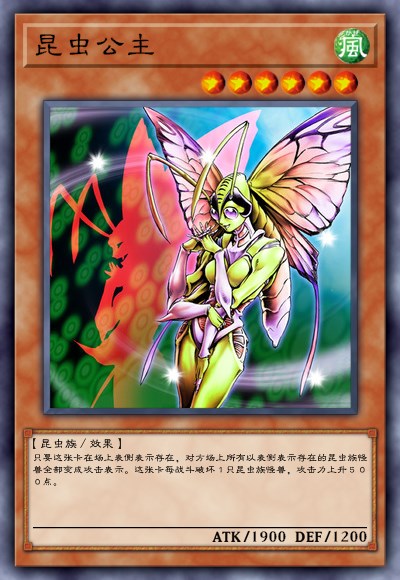 昆虫公主
風
【昆虫族／效果】
只要这张卡在场上表侧表示存在，对方场上所有以表侧表示存在的昆虫族怪
兽全部变成攻击表示。这张卡每战斗破坏１只昆虫族怪兽，攻击力上升５０
０点。
ATK/1900 DEF/1200